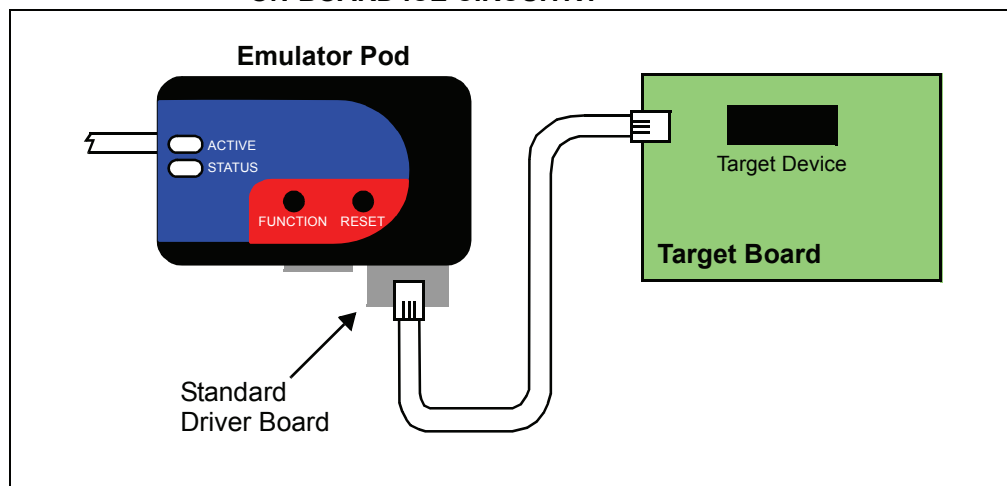 Emulator Pod
ACTIVE
STATUS
FUNCTION RESET
Target Device
Target Board
Standard
Driver Board